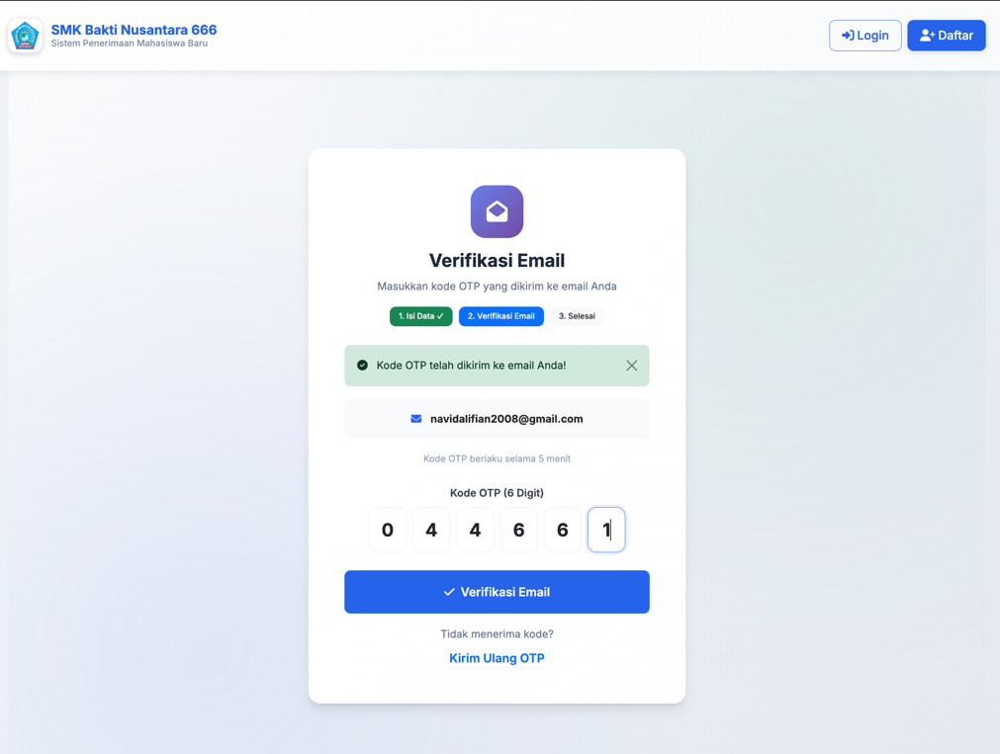 SMK Bakti Nusantara 666
Sistem Penerimaan Mahasiswa Baru
Login
Daftar
Verifikasi Email
Masukkan kode OTP yang dikirim ke email Anda
1. Isi Data ✓
2. Verifikasi Email
3. Selesai
Kode OTP telah dikirim ke email Anda!
navidalifian2008@gmail.com
Kode OTP berlaku selama 5 menit
Kode OTP (6 Digit)
0 4 4 6 6 1
Verifikasi Email
Tidak menerima kode?
Kirim Ulang OTP